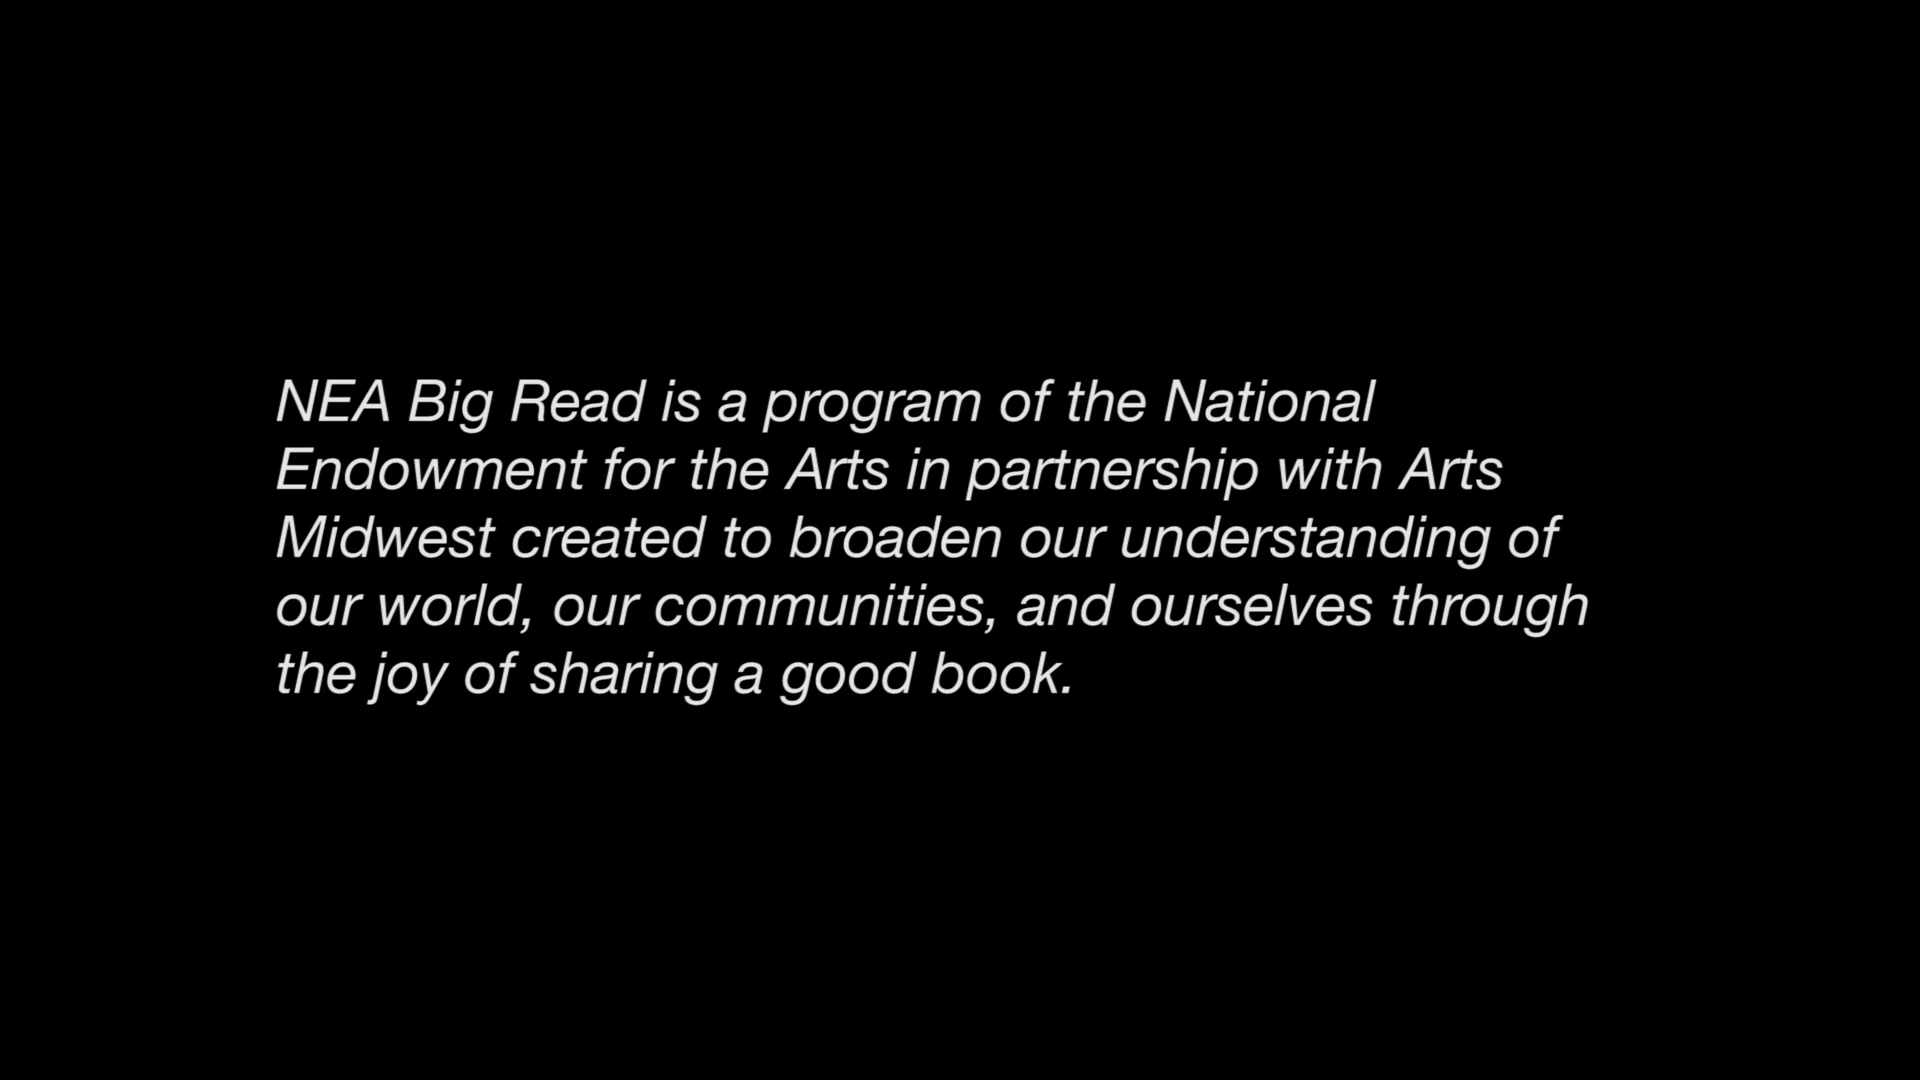 NEA Big Read is a program of the National
Endowment for the Arts in partnership with Arts
Midwest created to broaden our understanding of
our world, our communities, and ourselves through
the joy of sharing a good book.